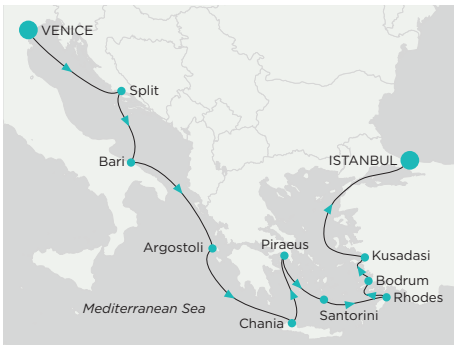 VENICE
Split
Bari
ISTANBUL
Argostoli
Piraeus
Kusadasi
Bodrum
Rhodes
Mediterranean Sea
Santorini
Chania